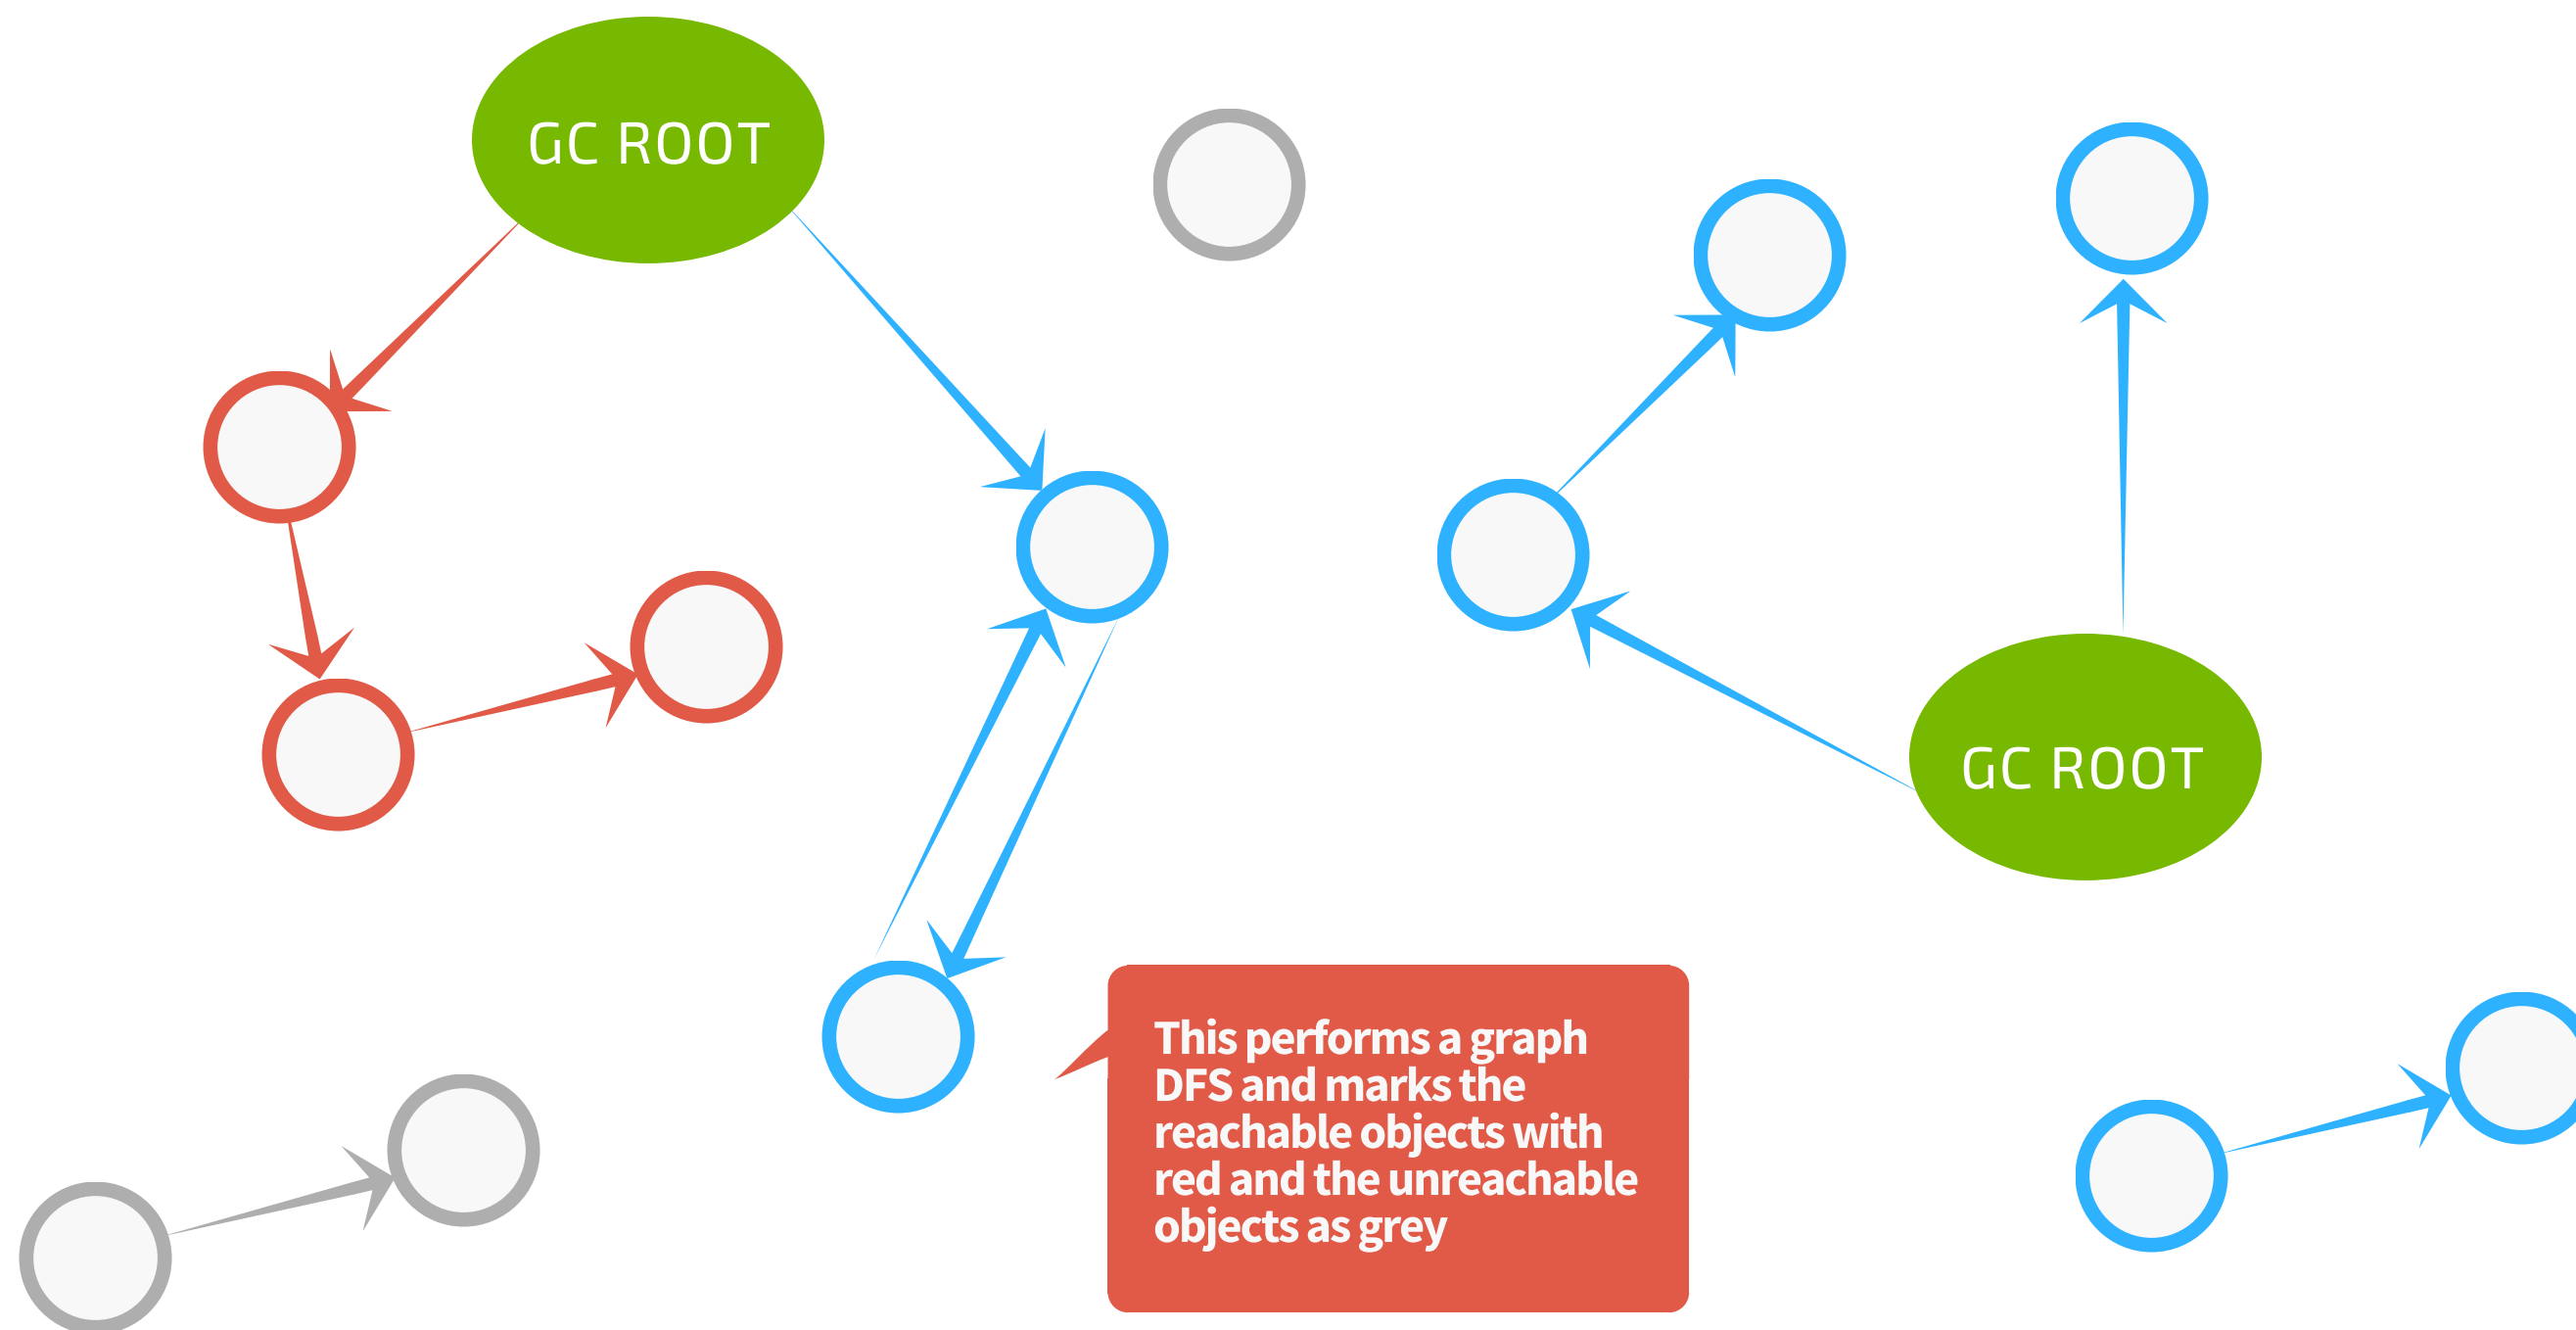 GC ROOT
GC ROOT
This performs a graph
DFS and marks the
reachable objects with
red and the unreachable
objects as grey